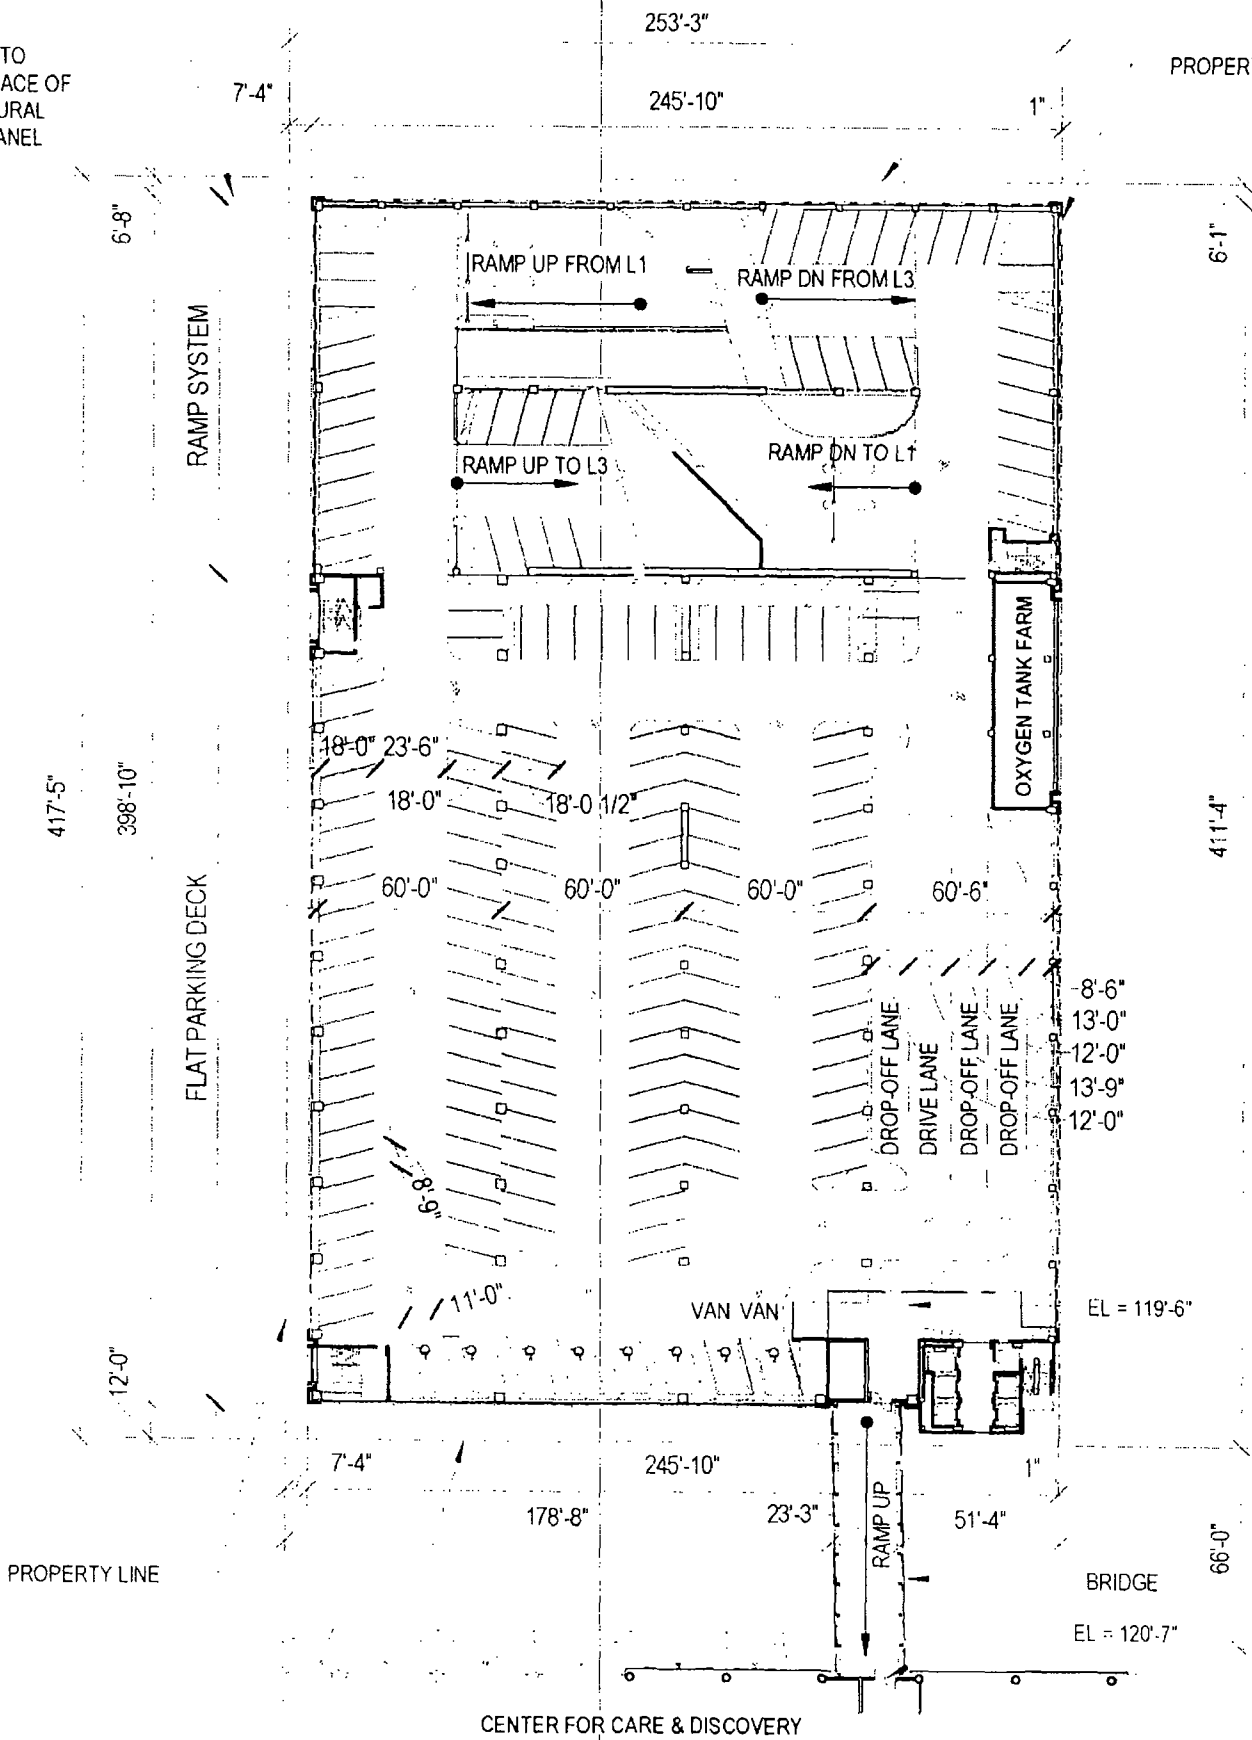 253'-3"
TO
ACE OF
URAL
ANEL
PROPER
7'-4"
245'-10"
1"
6'-8"
6'-1"
RAMP UP FROM L1
RAMP DN FROM L3
RAMP SYSTEM
RAMP UP TO L3
RAMP DN TO L1
OXYGEN TANK FARM
18'-0" 23'-6"
18'-0"
18'-0 1/2"
417'-5"
398'-10"
411'-4"
60'-0"
60'-0"
60'-0"
60'-6"
FLAT PARKING DECK
DROP-OFF LANE
DRIVE LANE
DROP-OFF LANE
DROP-OFF LANE
8'-6"
13'-0"
12'-0"
13'-9"
12'-0"
8'-9"
11'-0"
VAN VAN
EL = 119'-6"
12'-0"
7'-4"
245'-10"
1"
178'-8"
23'-3"
RAMP UP
51'-4"
66'-0"
PROPERTY LINE
BRIDGE
EL = 120'-7"
CENTER FOR CARE & DISCOVERY